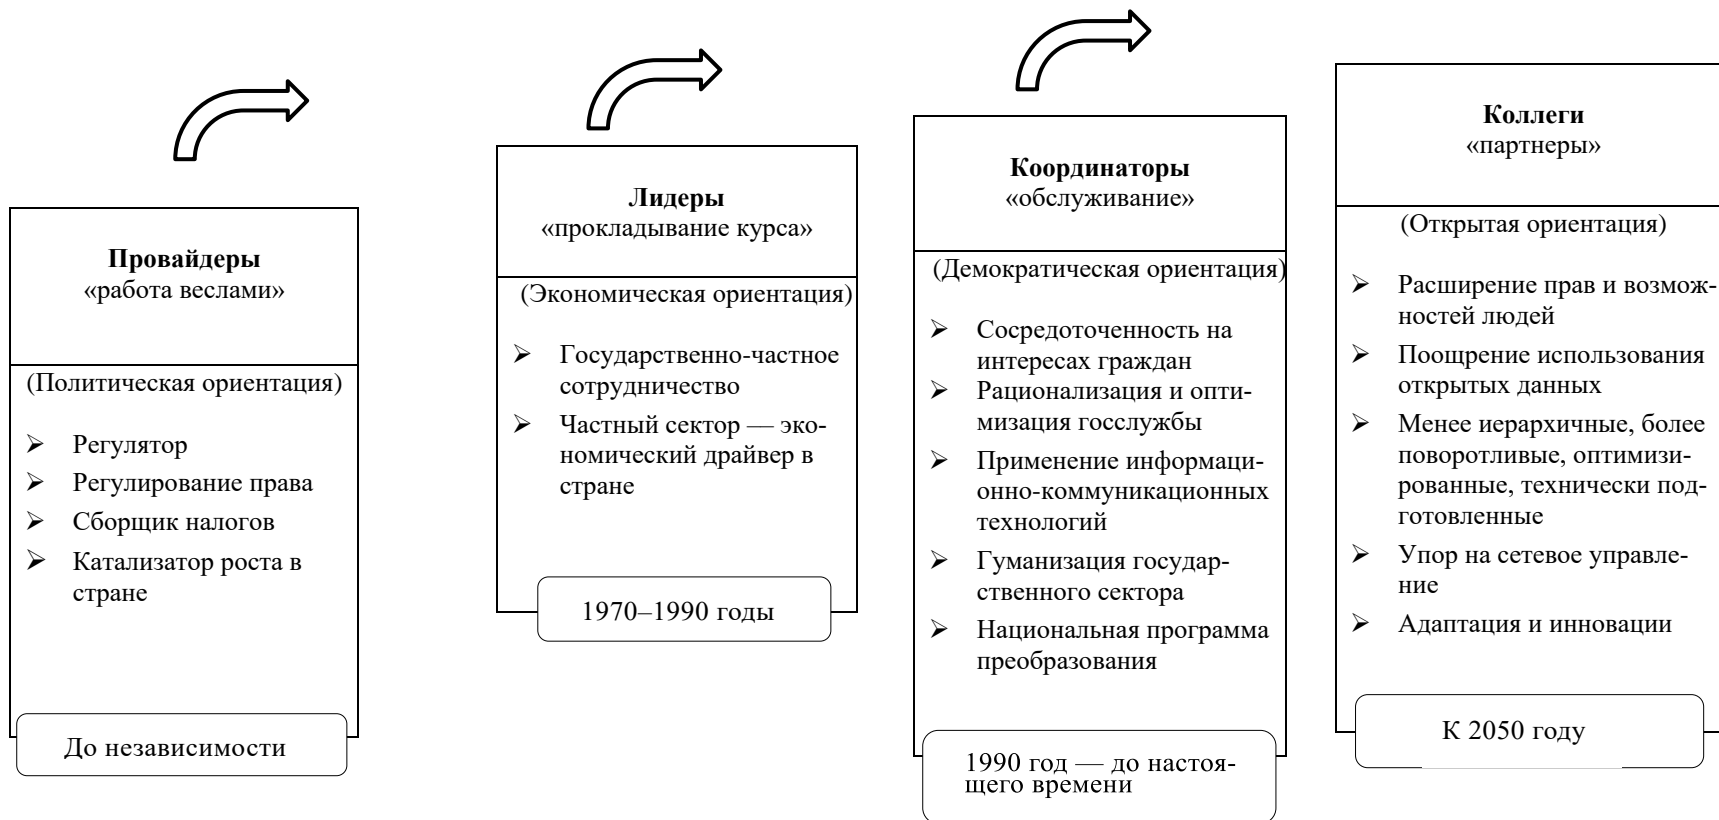 Провайдеры
«работа веслами»
(Политическая ориентация)
➢ Регулятор
➢ Регулирование права
➢ Сборщик налогов
➢ Катализатор роста в
стране
До независимости
Лидеры
«прокладывание курса»
(Экономическая ориентация)
➢ Государственно-частное
сотрудничество
➢ Частный сектор — эко-
номический драйвер в
стране
1970–1990 годы
Координаторы
«обслуживание»
(Демократическая ориентация)
➢ Сосредоточенность на
интересах граждан
➢ Рационализация и опти-
мизация госслужбы
➢ Применение информаци-
онно-коммуникационных
технологий
➢ Гуманизация государ-
ственного сектора
➢ Национальная программа
преобразования
1990 год — до настоя-
щего времени
Коллеги
«партнеры»
(Открытая ориентация)
➢ Расширение прав и возмож-
ностей людей
➢ Поощрение использования
открытых данных
➢ Менее иерархичные, более
поворотливые, оптимизи-
рованные, технически под-
готовленные
➢ Упор на сетевое управле-
ние
➢ Адаптация и инновации
К 2050 году